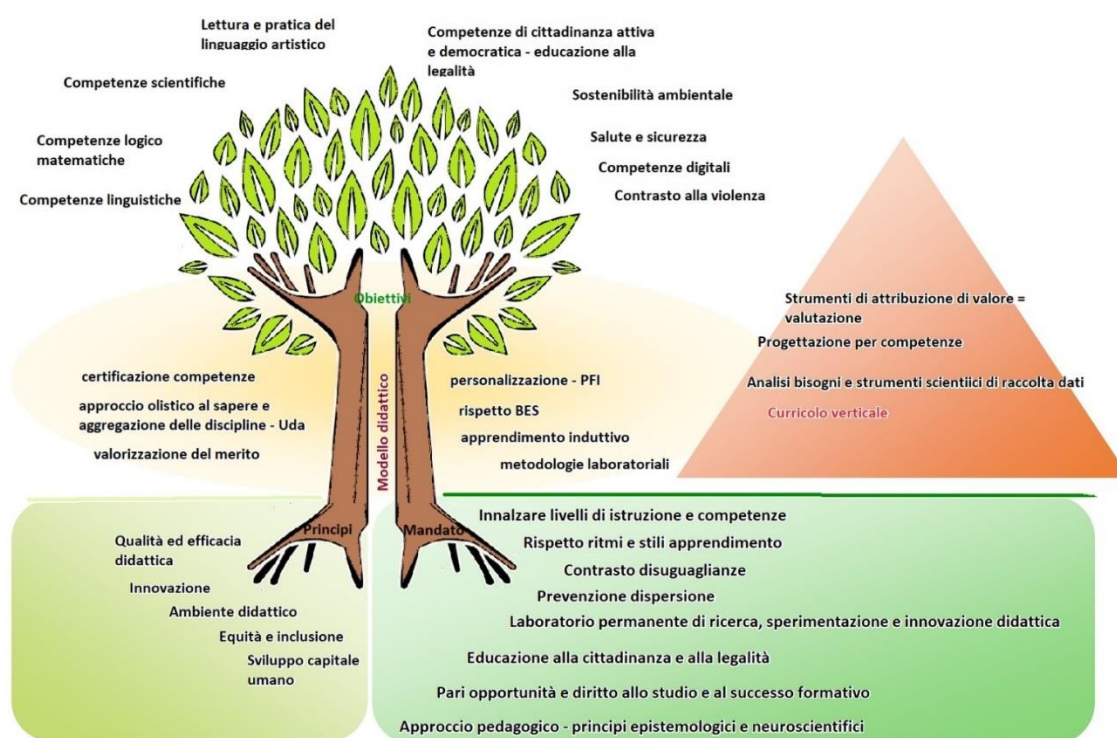 Lettura e pratica del
linguaggio artistico
Competenze di cittadinanza attiva
e democratica - educazione alla
legalità
Competenze scientifiche
Sostenibilità ambientale
Competenze logico
matematiche
Salute e sicurezza
Competenze digitali
Competenze linguistiche
Contrasto alla violenza
Obiettivi
Modello didattico
certificazione competenze
approccio olistico al sapere e
aggregazione delle discipline - Uda
valorizzazione del merito
personalizzazione - PFI
rispetto BES
apprendimento induttivo
metodologie laboratoriali
Strumenti di attribuzione di valore =
valutazione
Progettazione per competenze
Analisi bisogni e strumenti scientiici di raccolta dati
Curricolo verticale
Principi
Qualità ed efficacia
didattica
Innovazione
Ambiente didattico
Equità e inclusione
Sviluppo capitale
umano
Mandato
Innalzare livelli di istruzione e competenze
Rispetto ritmi e stili apprendimento
Contrasto disuguaglianze
Prevenzione dispersione
Laboratorio permanente di ricerca, sperimentazione e innovazione didattica
Educazione alla cittadinanza e alla legalità
Pari opportunità e diritto allo studio e al successo formativo
Approccio pedagogico - principi epistemologici e neuroscientifici